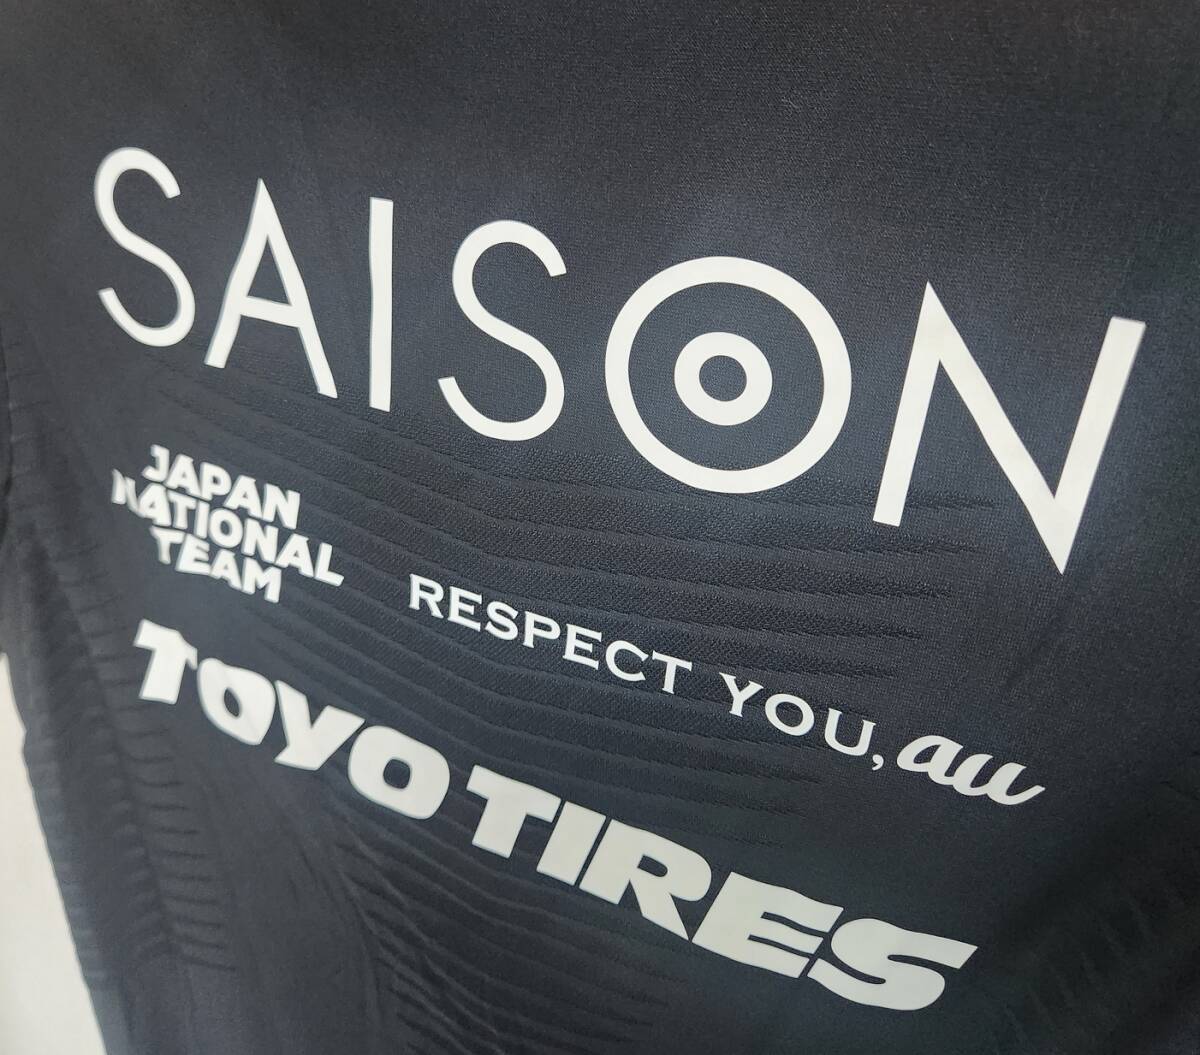 SAISON
JAPAN
NATIONAL
TEAM
RESPECT YOU, au
TOYO TIRES